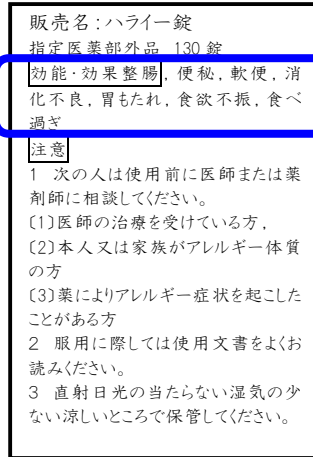 販売名：ハライー錠
指定医薬部外品 130錠
効能・効果整腸，便秘，軟便，消
化不良，胃もたれ，食欲不振，食べ
過ぎ
注意
1 次の人は使用前に医師または薬
剤師に相談してください。
〔1〕医師の治療を受けている方，
〔2〕本人又は家族がアレルギー体質
の方
〔3〕薬によりアレルギー症状を起こした
ことがある方
2 服用に際しては使用文書をよくお
読みください。
3 直射日光の当たらない湿気の少
ない涼しいところで保管してください。